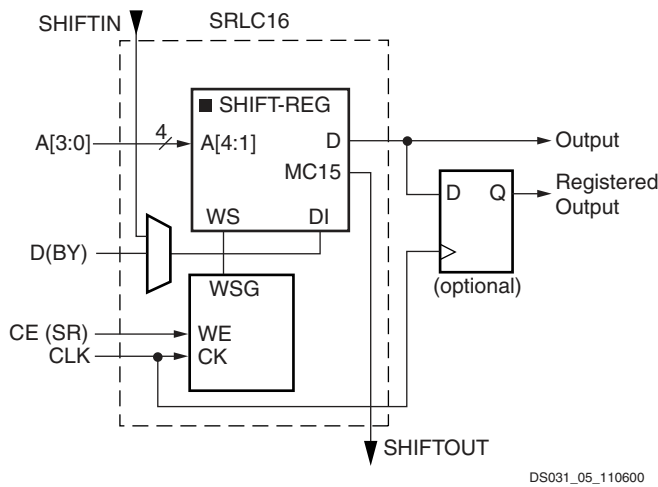 SHIFTIN
SRLC16
SHIFT-REG
A[3:0]
4
A[4:1]
D
Output
MC15
D
Q
Registered
Output
WS
DI
D(BY)
WSG
(optional)
CE (SR)
WE
CLK
CK
SHIFTOUT
DS031_05_110600